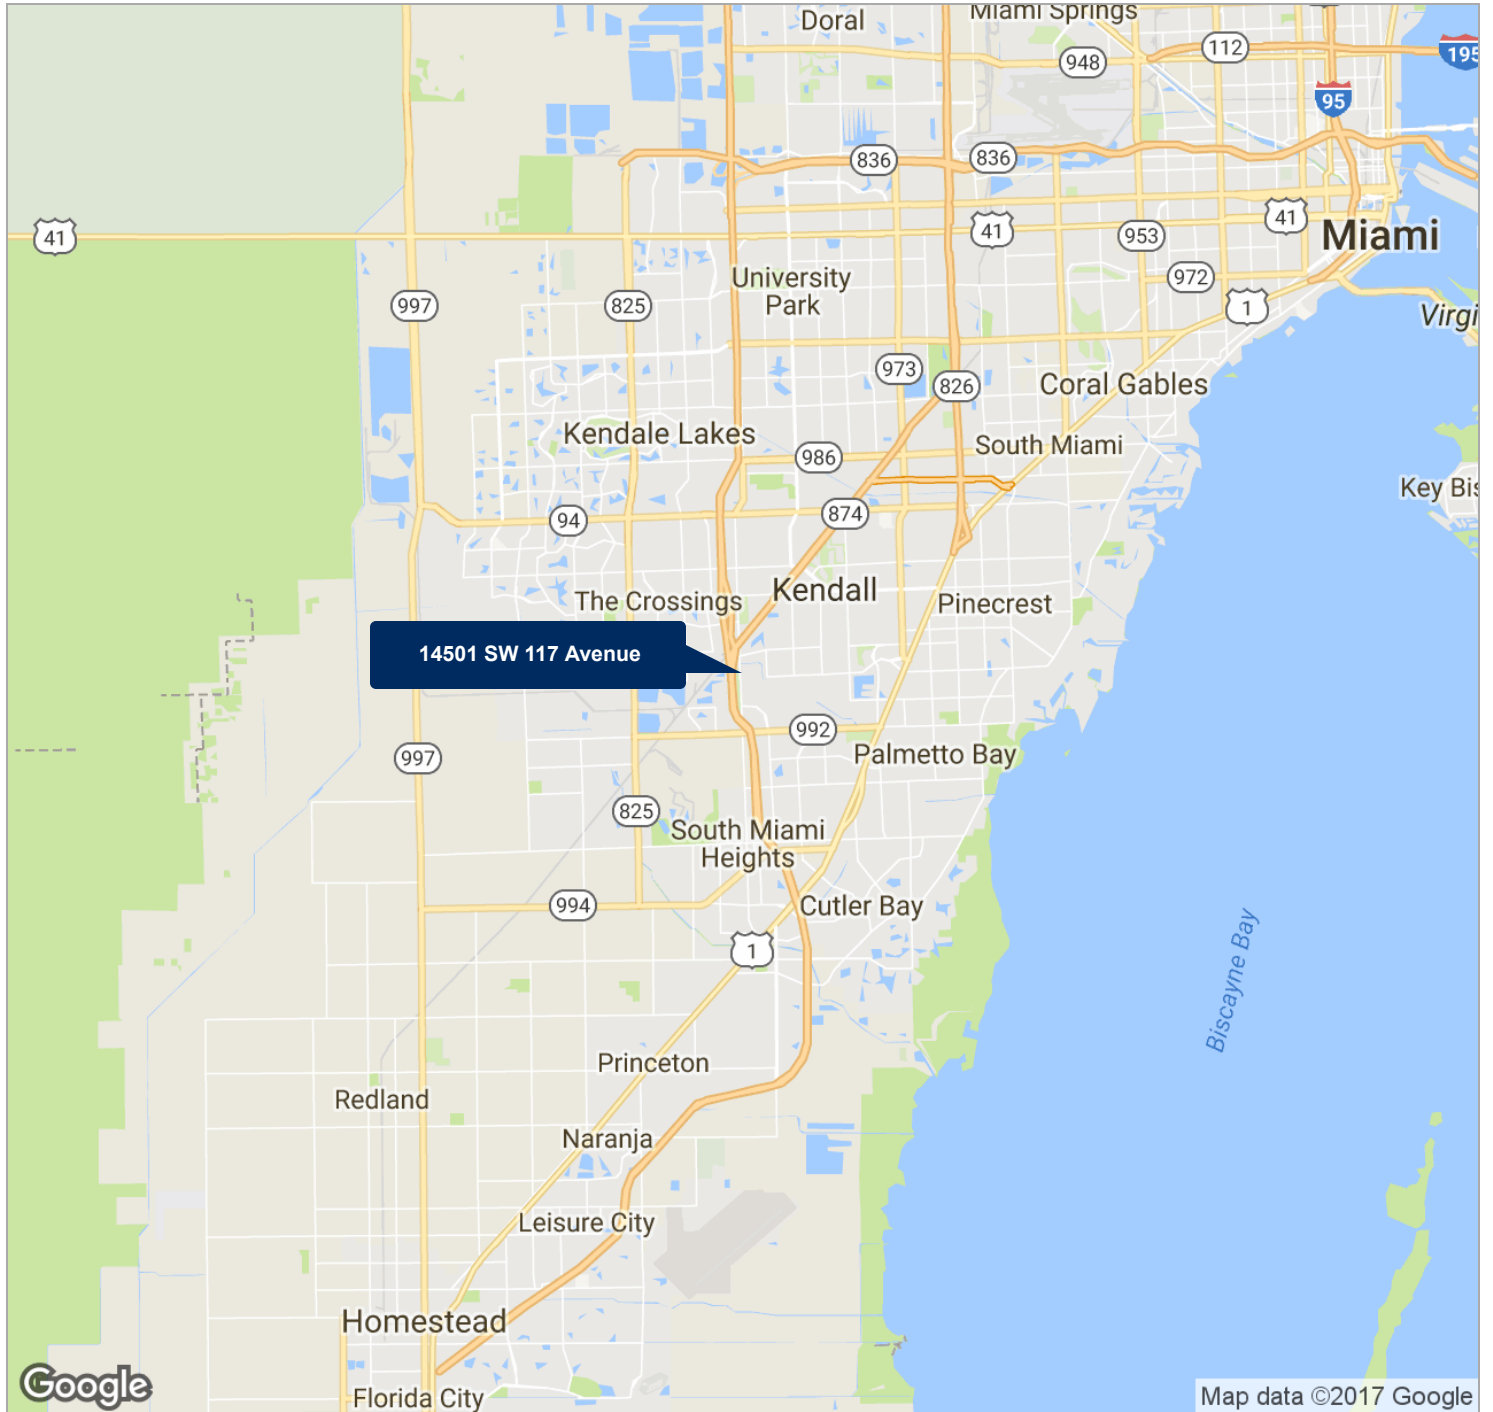 Doral
Miami Springs
948
112
195
95
836
836
41
41
41
953
Miami
University
Park
972
997
825
1
Virgi
973
826
Coral Gables
Kendale Lakes
South Miami
986
Key Bis
94
874
Kendall
The Crossings
Pinecrest
14501 SW 117 Avenue
992
Palmetto Bay
997
825
South Miami
Heights
994
Cutler Bay
1
Biscayne Bay
Princeton
Redland
Naranja
Leisure City
Homestead
Google
Florida City
Map data ©2017 Google